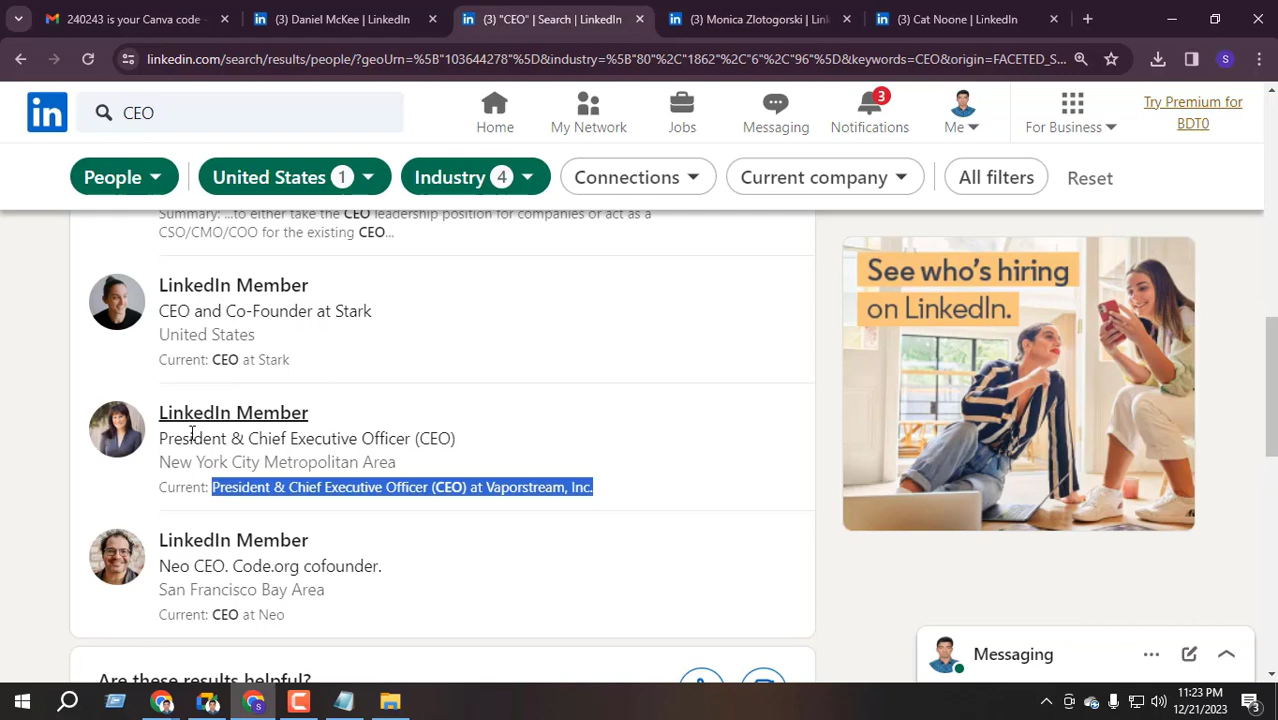 240243 is your Canva code -
(3) Daniel McKee | LinkedIn
(3) "CEO" | Search | LinkedIn
(3) Monica Zlotogorski | Link
(3) Cat Noone | LinkedIn
linkedin.com/search/results/people/?geoUrn=%5B"103644278"%5D&industry=%5B"80"%2C"1862"%2C"6"%2C"96"%5D&keywords=CEO&origin=FACETED_S...
S
in
CEO
Home
My Network
Jobs
Messaging
3
Notifications
Me
For Business
Try Premium for
BDT0
People
United States 1
Industry 4
Connections
Current company
All filters
Reset
Summary: ...to either take the CEO leadership position for companies or act as a
CSO/CMO/COO for the existing CEO...
LinkedIn Member
CEO and Co-Founder at Stark
United States
Current: CEO at Stark
LinkedIn Member
President & Chief Executive Officer (CEO)
New York City Metropolitan Area
Current: President & Chief Executive Officer (CEO) at Vaporstream, Inc.
LinkedIn Member
Neo CEO. Code.org cofounder.
San Francisco Bay Area
Current: CEO at Neo
Are these results helpful?
See who's hiring
on LinkedIn.
Messaging
11:23 PM
12/21/2023
3